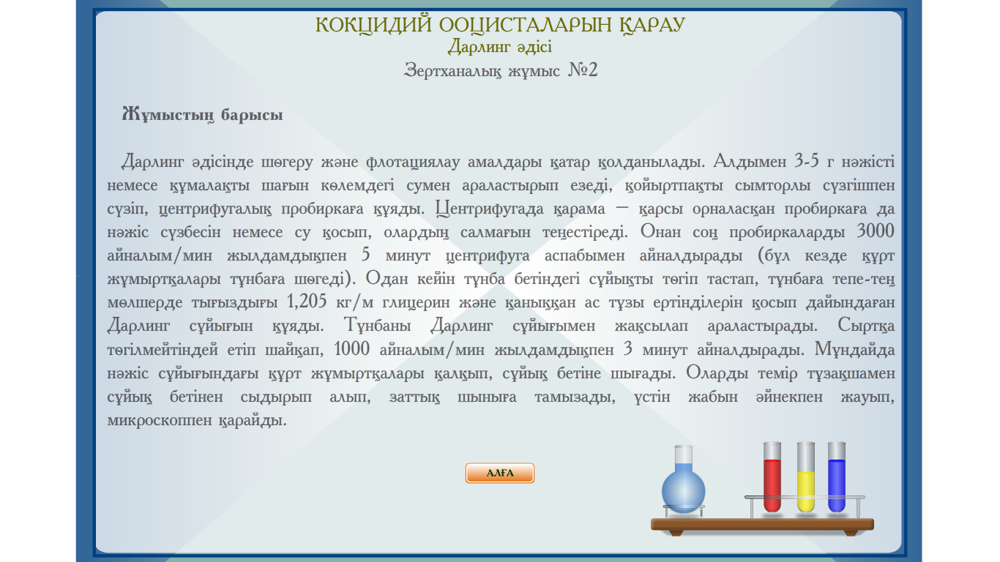 КОКЦИДИЙ ООЦИСТАЛАРЫН ҚАРАУ
Дарлинг әдісі
Зертханалық жұмыс №2
Жұмыстың барысы
Дарлинг әдісінде шөгеру және флотациялау амалдары қатар қолданылады. Алдымен 3-5 г нәжісті
немесе құмалақты шағын көлемдегі сумен араластырып езеді, қойыртпақты сымторлы сүзгішпен
сүзіп, центрифугалық пробиркаға құяды. Центрифугада қарама – қарсы орналасқан пробиркаға да
нәжіс сүзбесін немесе су қосып, олардың салмағын теңестіреді. Онан соң пробиркаларды 3000
айналым/мин жылдамдықпен 5 минут центрифуга аспабымен айналдырады (бұл кезде құрт
жұмыртқалары тұнбаға шөгеді). Одан кейін тұнба бетіндегі сұйықты төгіп тастап, тұнбаға тепе-тең
мөлшерде тығыздығы 1,205 кг/м глицерин және қаныққан ас тұзы ертінділерін қосып дайындаған
Дарлинг сұйығын құяды. Тұнбаны Дарлинг сұйығымен жақсылап араластырады. Сыртқа
төгілмейтіндей етіп шайқап, 1000 айналым/мин жылдамдықпен 3 минут айналдырады. Мұндайда
нәжіс сұйығындағы құрт жұмыртқалары қалқып, сұйық бетіне шығады. Оларды темір тұзақшамен
сұйық бетінен сыдырып алып, заттық шыныға тамызады, үстін жабын әйнекпен жауып,
микроскоппен қарайды.
АЛҒА